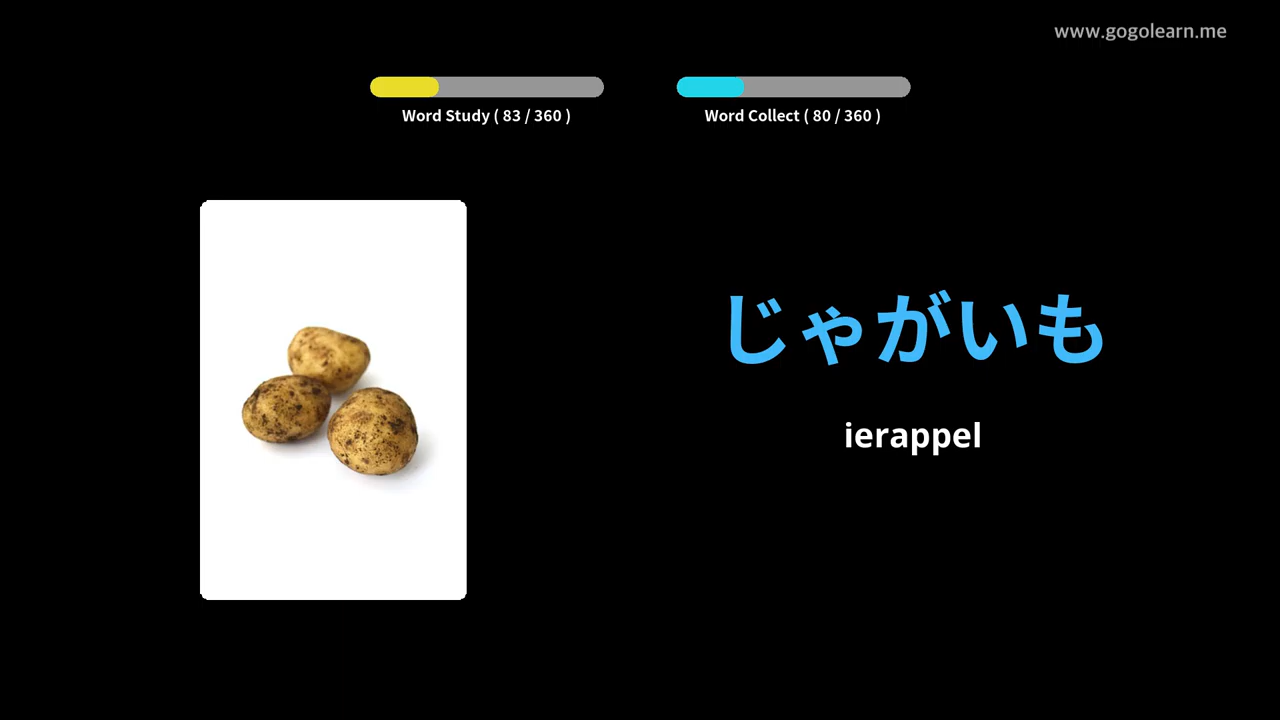 www.gogolearn.me
Word Study ( 83 / 360 )
Word Collect ( 80 / 360 )
じゃがいも
ierappel